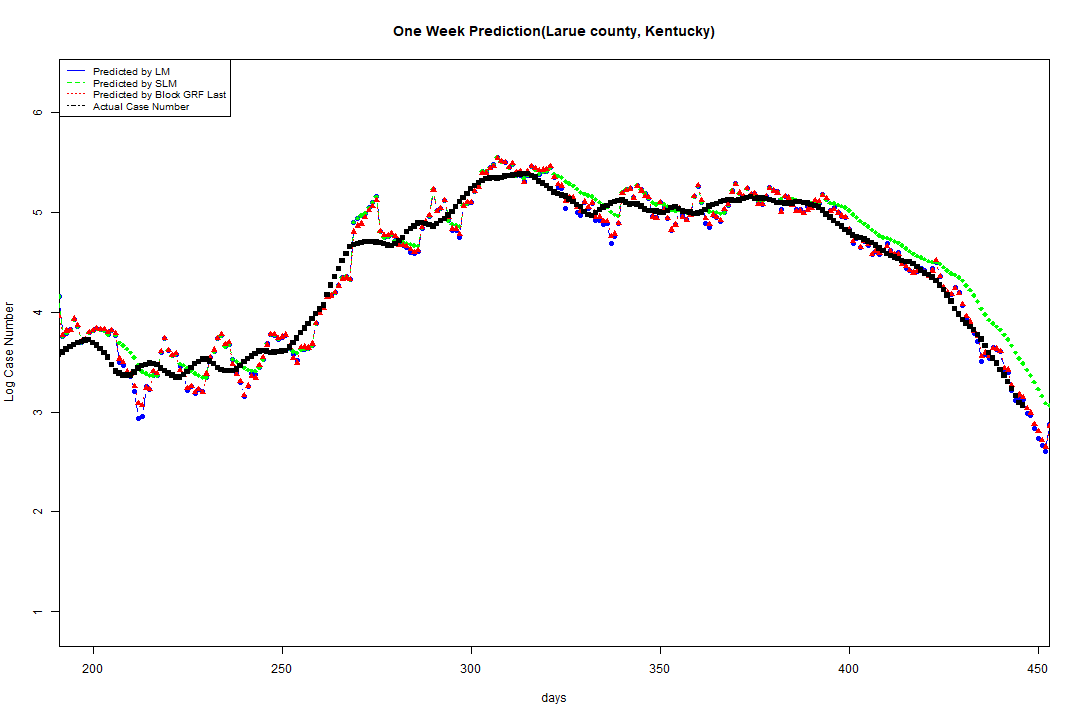 One Week Prediction(Larue county, Kentucky)
Predicted by LM
Predicted by SLM
Predicted by Block GRF Last
Actual Case Number
6
5
4
3
2
1
Log Case Number
200 250 300 350 400 450
days